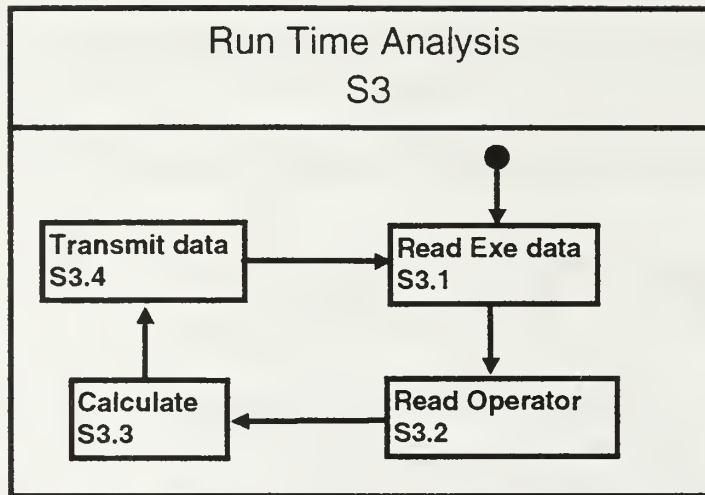 Run Time Analysis
S3
Transmit data
S3.4
Read Exe data
S3.1
Calculate
S3.3
Read Operator
S3.2